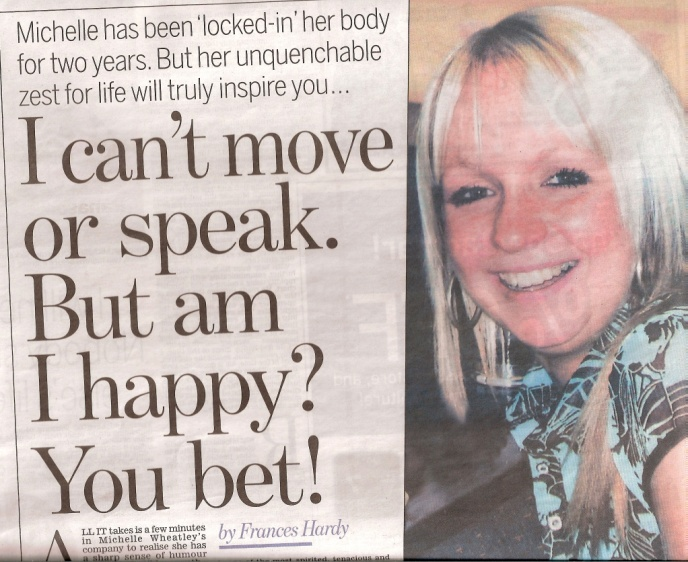 Michelle has been 'locked-in' her body
for two years. But her unquenchable
zest for life will truly inspire you...
I can't move
or speak.
But am
I happy?
You bet!
by Frances Hardy
ALL IT takes is a few minutes
in Michelle Wheatley's
company to realise she has
a sharp sense of humour
of the most spirited, tenacious and